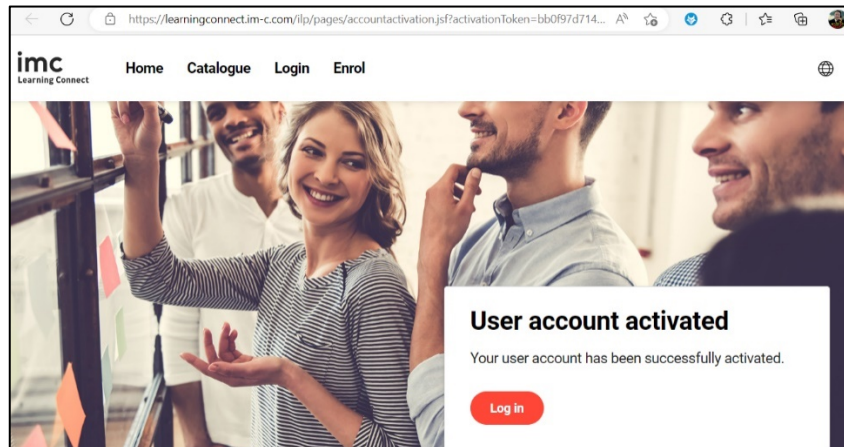 https://learningconnect.im-c.com/ilp/pages/accountactivation.jsf?activationToken=bb0f97d714...
imc
Learning Connect
Home Catalogue Login Enrol
User account activated
Your user account has been successfully activated.
Log in